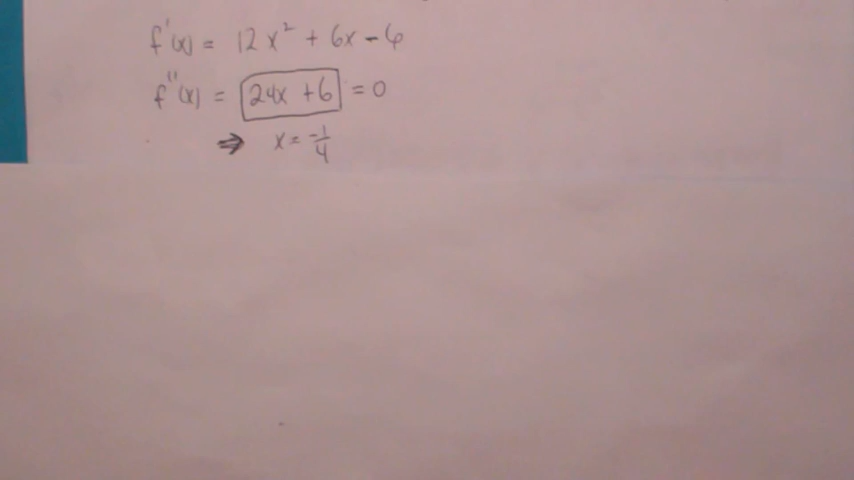 f'(x) = 12x² + 6x - 6
f''(x) = 24x + 6 = 0
⇒ x = -1/4